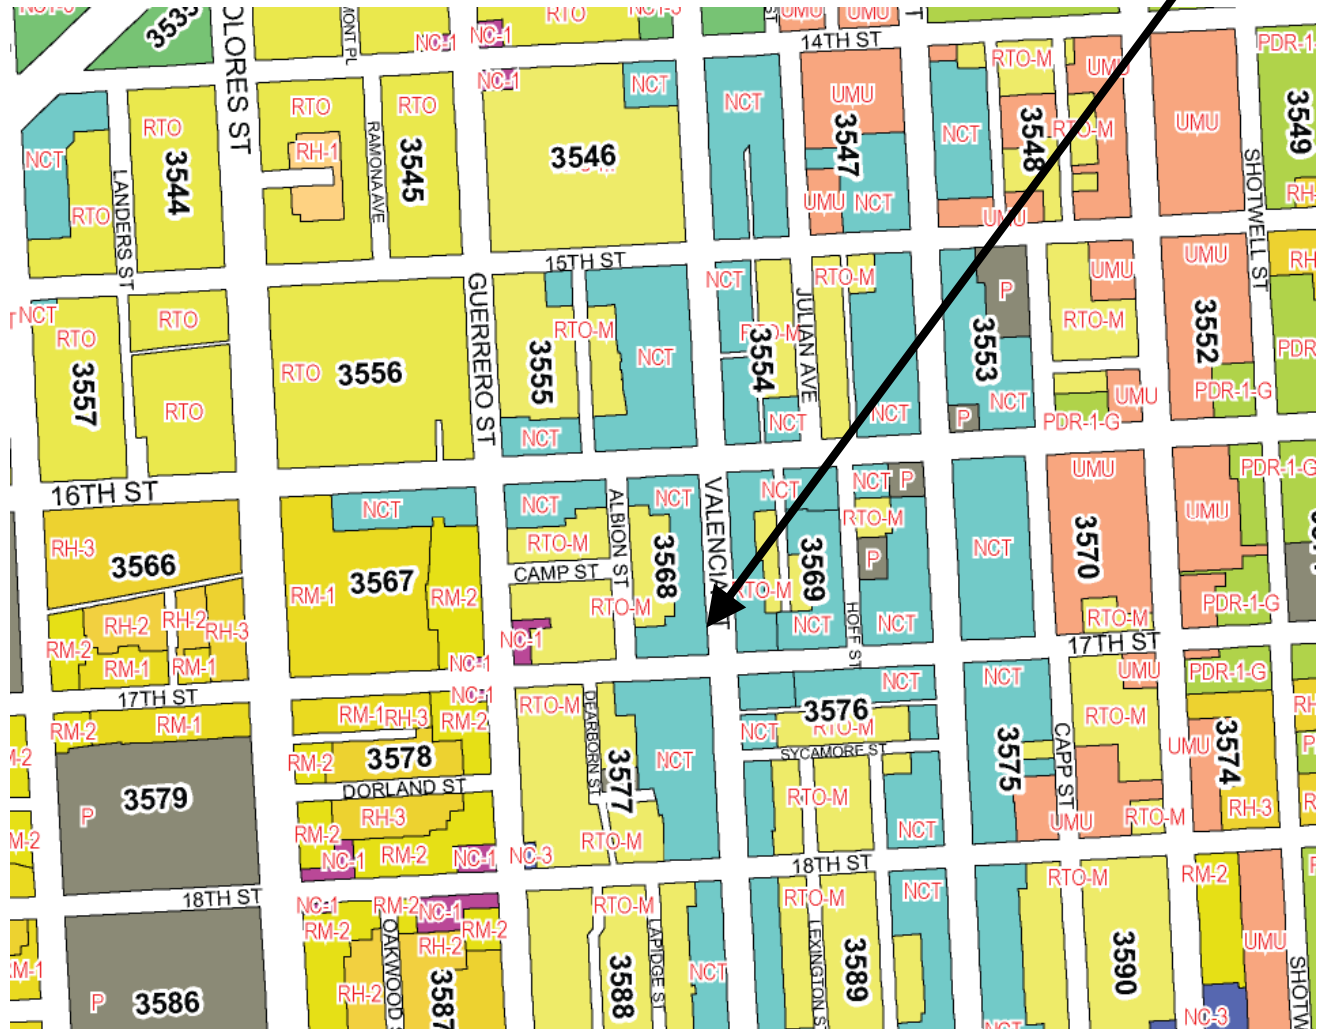 3535
OLORES ST
MONT PL
RTO
NC-1
NC-1
RTO
NCT-3
UMU
UMU
14TH ST
RTO-M
UMU
PDR-1-
NCT
RTO
3544
LANDERS ST
RTO
RTO
RH-1
RAMONA AVE
RTO
3545
NC-1
NCT
3546
NCT
UMU
3547
UMU
NCT
NCT
3548
RTO-M
UMU
UMU
SHOTWELL ST
3549
RH-
NCT
RTO
3557
RTO
RTO
RTO
3556
GUERRERO ST
15TH ST
3555
RTO-M
NCT
NCT
NCT
RTO-M
3554
NCT
JULIAN AVE
RTO-M
NCT
P
3553
NCT
P
UMU
RTO-M
UMU
PDR-1-G
UMU
3552
PDR-1-G
RH
PDR
16TH ST
RH-3
3566
RH-2
RH-2
RH-3
RM-2
RM-1
RM-1
NCT
RM-1
3567
RM-2
NC-1
NCT
RTO-M
CAMP ST
ALBION ST
RTO-M
NC-1
NCT
3568
VALENCIA ST
NCT
RTO-M
3569
NCT
NCT
P
RTO-M
P
HOFF ST
NCT
NCT
UMU
3570
RTO-M
PDR-1-G
UMU
PDR-1-G
17TH ST
17TH ST
RM-2
RM-1
M-2
3579
P
M-2
RM-1
RH-3
NC-1
RM-2
RM-2
3578
DORLAND ST
RH-3
RM-2
NC-1
RM-2
NC-1
RTO-M
DEARBORN ST
3577
NCT
RTO-M
NC-3
NCT
3576
NCT
RTO-M
SYCAMORE ST
RTO-M
NCT
NCT
3575
CAPP ST
UMU
RTO-M
UMU
RTO-M
PDR-1-G
UMU
3574
RH-3
RH
18TH ST
18TH ST
P
3586
NC-1
RM-2
RM-2
NC-1
RM-2
OAKWOOD S
RH-2
RH-2
3587
RTO-M
3588
LAPIDGE ST
NCT
RTO-M
LEXINGTON ST
3589
NCT
NCT
RTO-M
3590
RM-2
UMU
NC-3
SHOTW